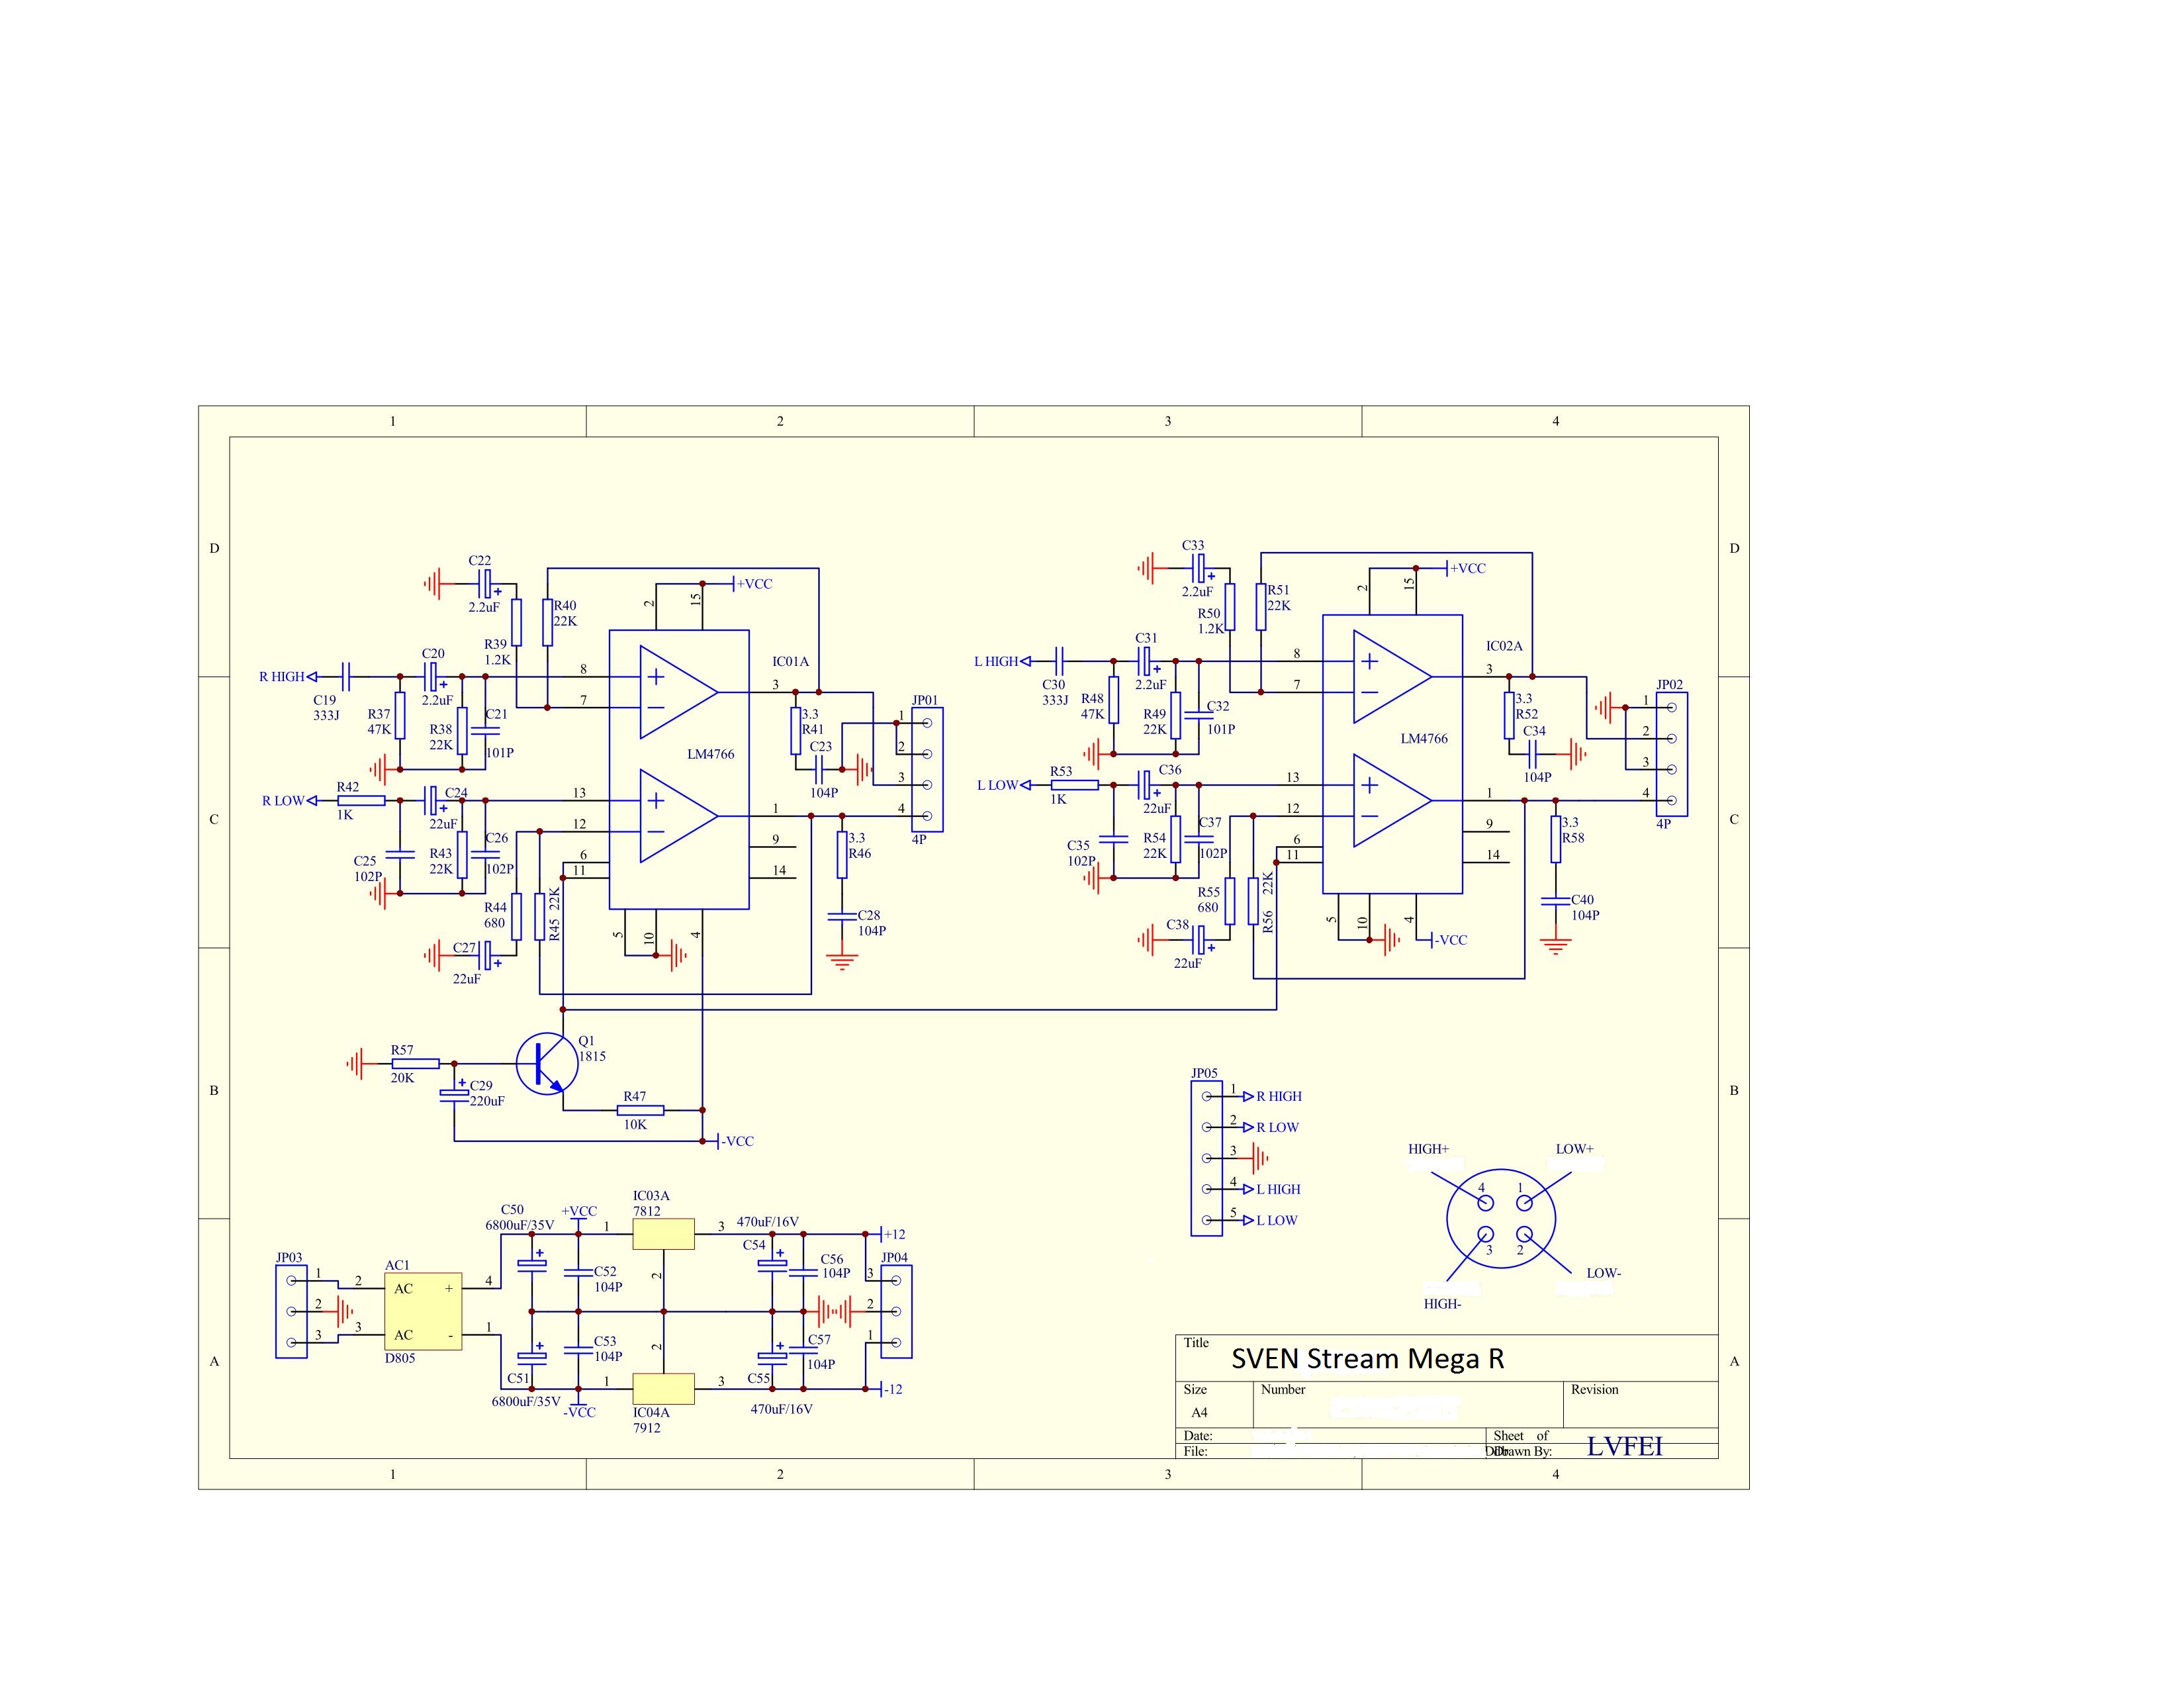 1
2
3
4
D
C
B
A
D
C
B
A
C22
2.2uF
R39
1.2K
R40
22K
2
15
+VCC
R HIGH
C19
333J
R37
47K
C20
2.2uF
R38
22K
C21
101P
8
7
IC01A
3
LM4766
3.3
R41
C23
104P
JP01
1
2
3
4
4P
R LOW
R42
1K
C24
22uF
C25
102P
R43
22K
C26
102P
13
12
6
11
1
9
14
3.3
R46
C28
104P
R44
680
R45 22K
C27
22uF
5
10
4
R57
20K
C29
220uF
Q1
1815
R47
10K
-VCC
C33
2.2uF
R50
1.2K
R51
22K
2
15
+VCC
L HIGH
C30
333J
R48
47K
C31
2.2uF
R49
22K
C32
101P
8
7
IC02A
3
LM4766
3.3
R52
C34
104P
JP02
1
2
3
4
4P
L LOW
R53
1K
C36
22uF
C35
102P
R54
22K
C37
102P
13
12
6
11
1
9
14
3.3
R58
C40
104P
R55
680
R56 22K
C38
22uF
5
10
4
-VCC
JP05
1
R HIGH
2
R LOW
3
4
L HIGH
5
L LOW
HIGH+
LOW+
4
1
3
2
LOW-
HIGH-
JP03
1
2
3
AC1
2
AC
+
4
3
AC
-
1
D805
C50
6800uF/35V
+VCC
C52
104P
C53
104P
C51
6800uF/35V
-VCC
IC03A
7812
1
3
2
2
1
3
IC04A
7912
470uF/16V
C54
C56
104P
C57
104P
C55
470uF/16V
+12
JP04
3
2
1
-12
Title
SVEN Stream Mega R
Size
Number
Revision
A4
Date:
Sheet of
File:
Drawn By:
LVFEI
1
2
3
4